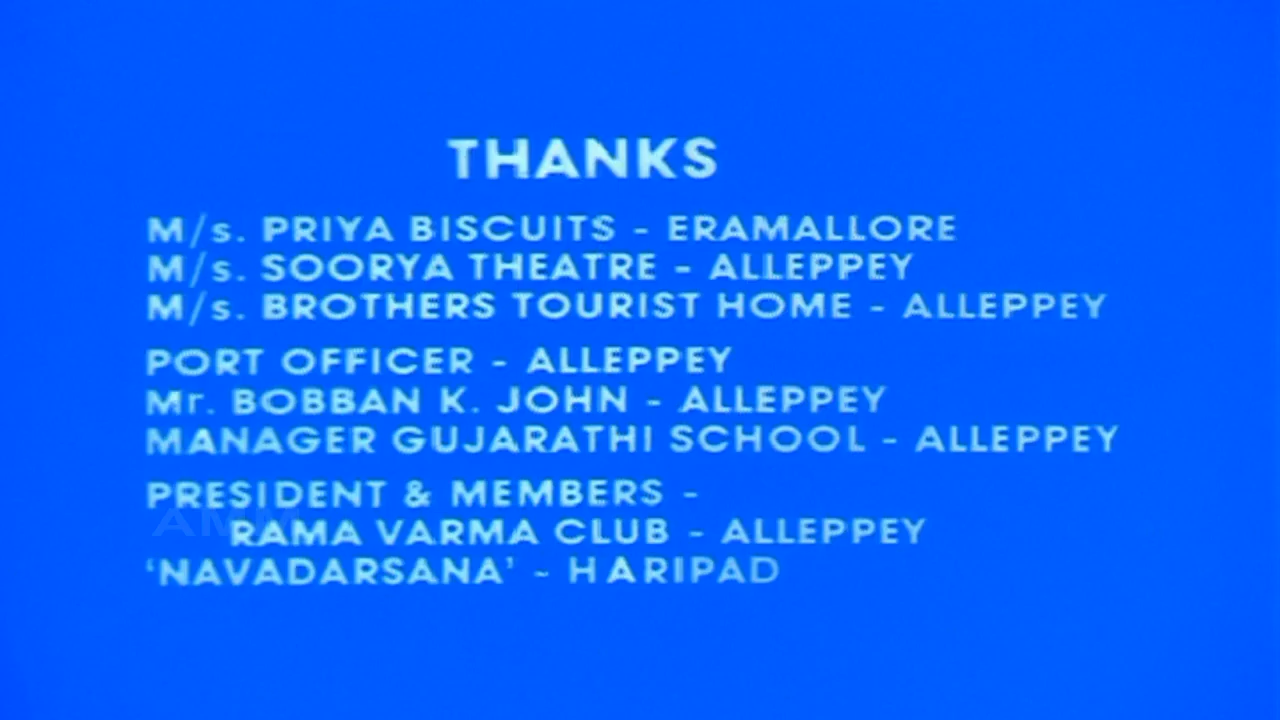 THANKS
M/s. PRIYA BISCUITS - ERAMALLORE
M/s. SOORYA THEATRE - ALLEPPEY
M/s. BROTHERS TOURIST HOME - ALLEPPEY
PORT OFFICER - ALLEPPEY
Mr. BOBBAN K. JOHN - ALLEPPEY
MANAGER GUJARATHI SCHOOL - ALLEPPEY
PRESIDENT & MEMBERS -
RAMA VARMA CLUB - ALLEPPEY
'NAVADARSANA' - HARIPAD